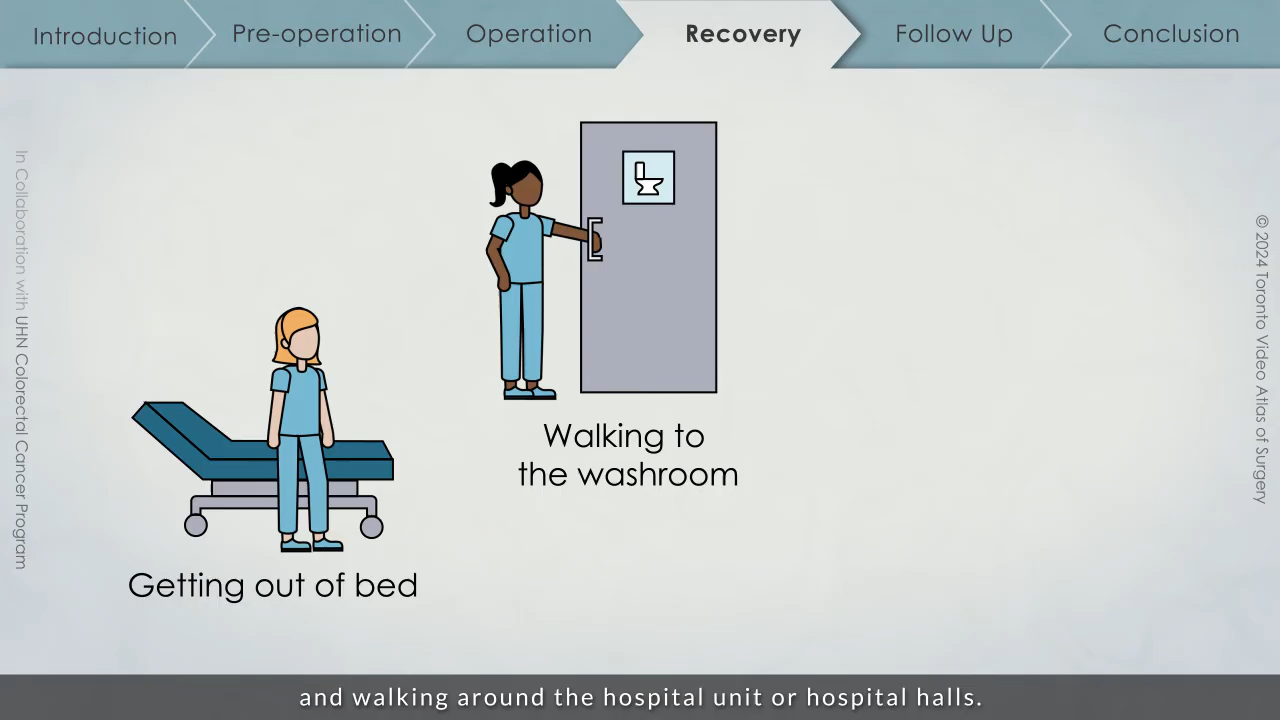 Introduction
Pre-operation
Operation
Recovery
Follow Up
Conclusion
In Collaboration with UHN Colorectal Cancer Program
© 2024 Toronto Video Atlas of Surgery
Walking to
the washroom
Getting out of bed
and walking around the hospital unit or hospital halls.